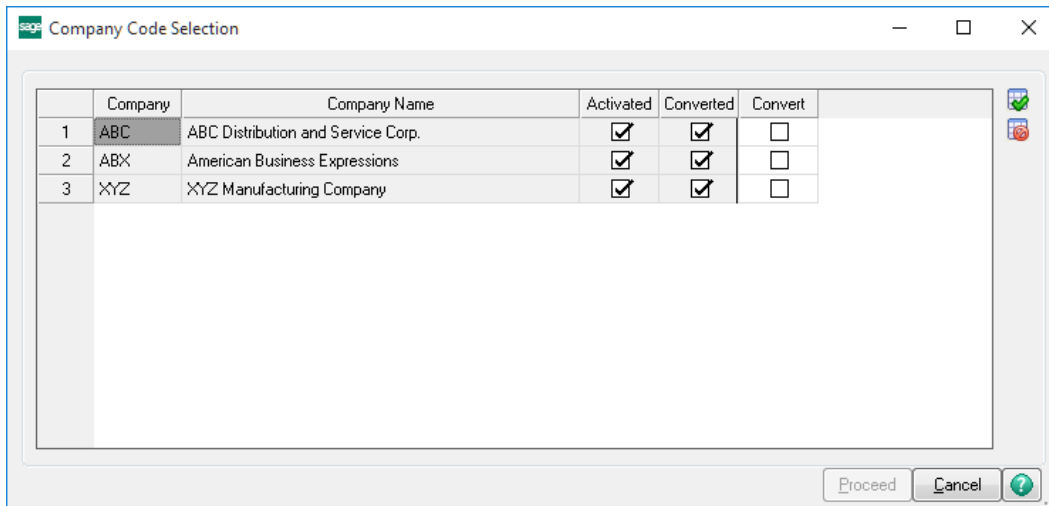 sage Company Code Selection
Company Company Name Activated Converted Convert
1 ABC ABC Distribution and Service Corp.
2 ABX American Business Expressions
3 XYZ XYZ Manufacturing Company
Proceed Cancel ?